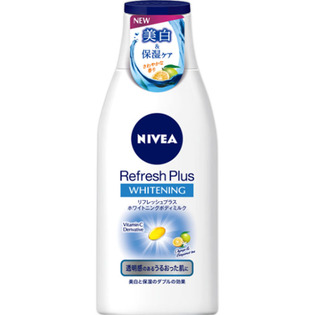 NEW
美白
&
保湿ケア
さわやかな
香り
NIVEA
Refresh Plus
WHITENING
リフレッシュプラス
ホワイトニングボディミルク
Vitamin C
Derivative
透明感のあるうるおった肌に
美白と保湿のダブルの効果